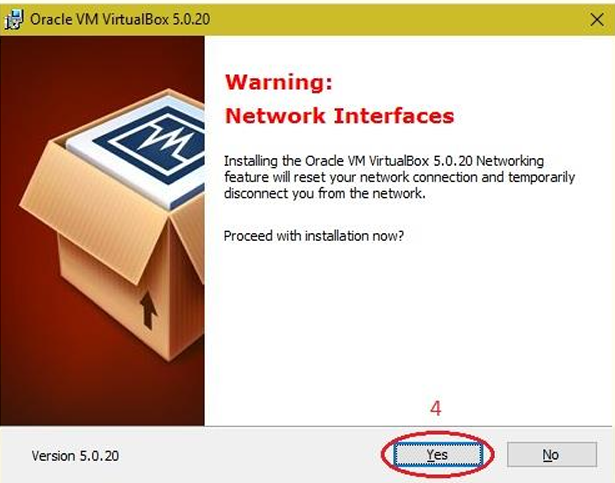 Oracle VM VirtualBox 5.0.20
Warning:
Network Interfaces
Installing the Oracle VM VirtualBox 5.0.20 Networking
feature will reset your network connection and temporarily
disconnect you from the network.
Proceed with installation now?
4
Version 5.0.20
Yes
No